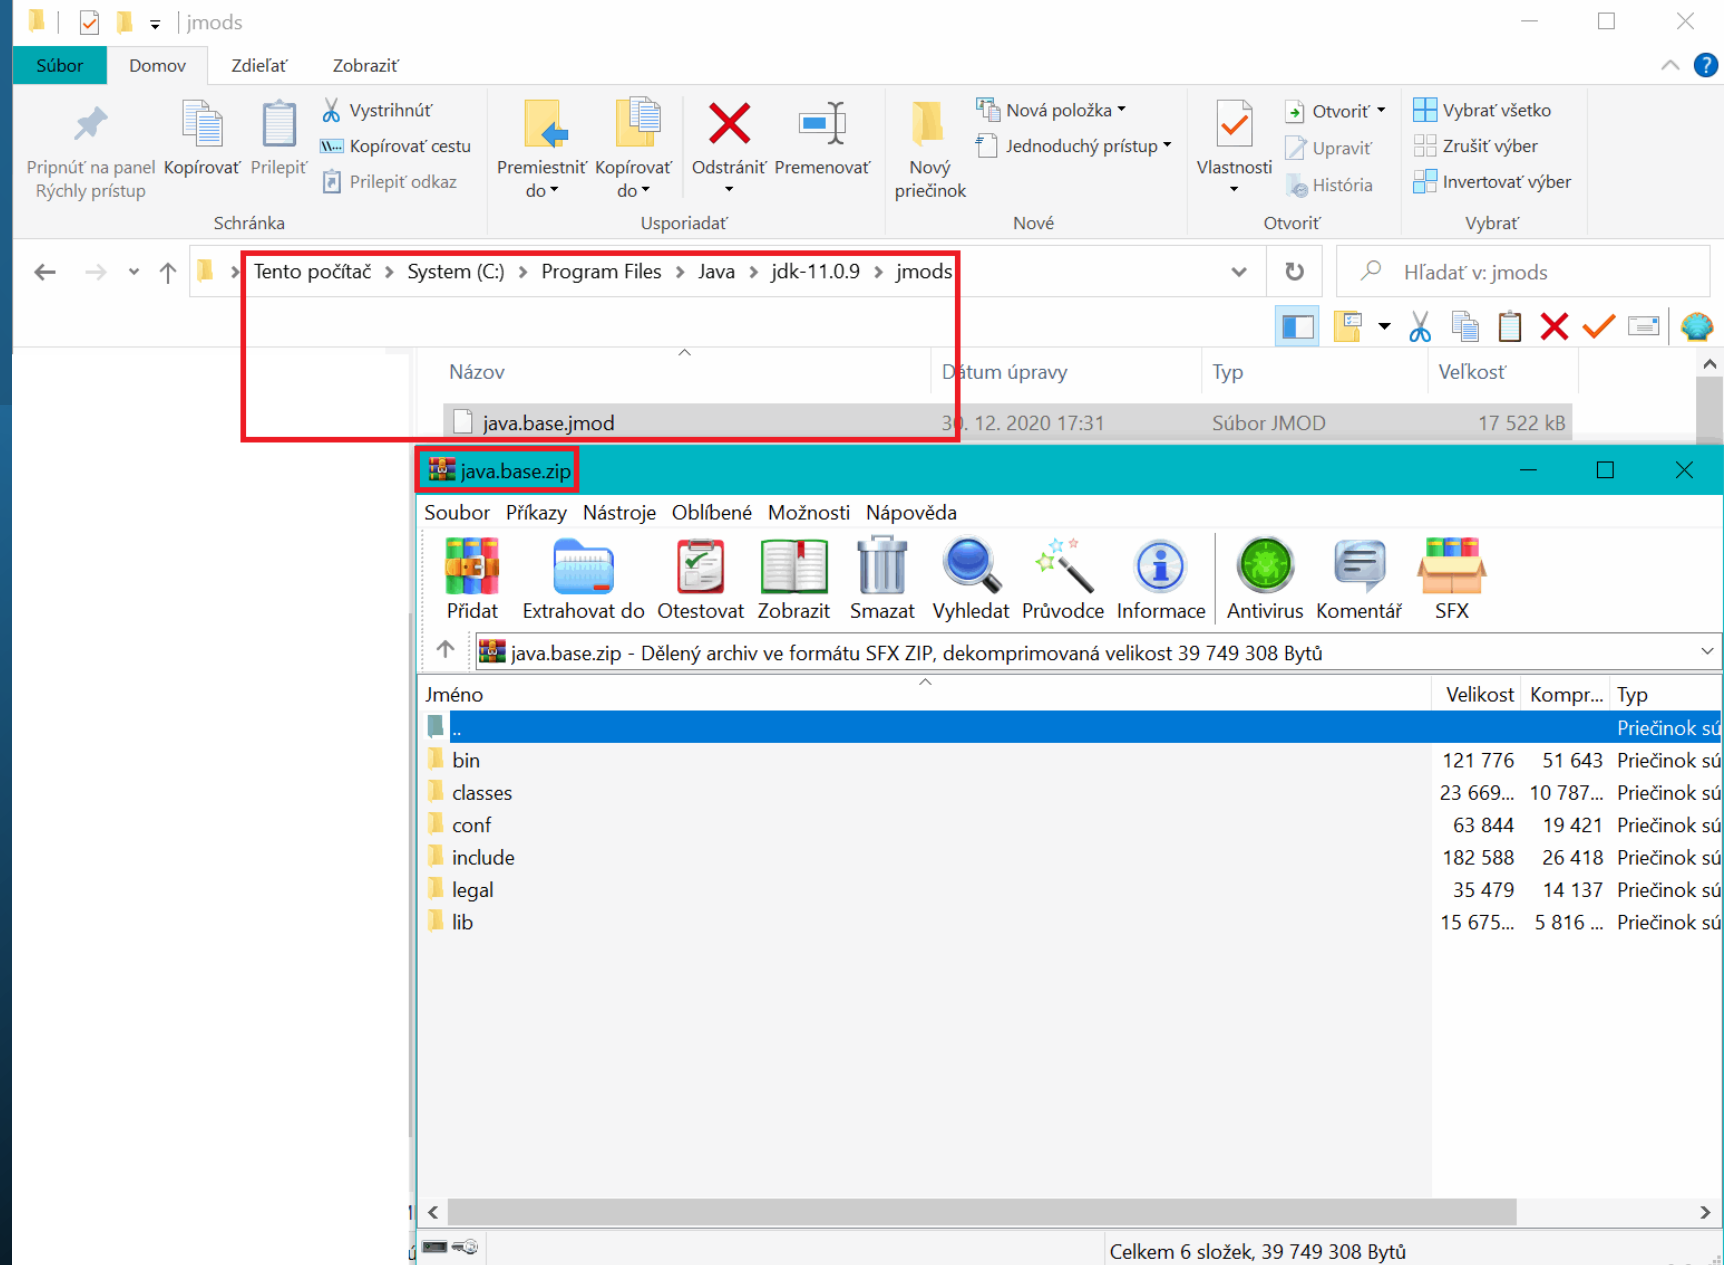 jmods
Súbor Domov Zdieľať Zobraziť
?
Pripnúť na panel Rýchly prístup
Kopírovať
Prilepiť
Vystrihnúť
Kopírovať cestu
Prilepiť odkaz
Schránka
Premiestniť do
Kopírovať do
Odstrániť
Premenovať
Usporiadať
Nový priečinok
Nová položka
Jednoduchý prístup
Nové
Vlastnosti
Otvoriť
Upraviť
História
Otvoriť
Vybrať všetko
Zrušiť výber
Invertovať výber
Vybrať
Tento počítač > System (C:) > Program Files > Java > jdk-11.0.9 > jmods
Hľadať v: jmods
Názov Dátum úpravy Typ Veľkosť
java.base.jmod 30. 12. 2020 17:31 Súbor JMOD 17 522 kB
java.base.zip
Soubor Příkazy Nástroje Oblíbené Možnosti Nápověda
Přidat Extrahovat do Otestovat Zobrazit Smazat Vyhledat Průvodce Informace Antivirus Komentář SFX
java.base.zip - Dělený archiv ve formátu SFX ZIP, dekomprimovaná velikost 39 749 308 Bytů
Jméno Velikost Kompr... Typ
.. Priečinok sú
bin 121 776 51 643 Priečinok sú
classes 23 669... 10 787... Priečinok sú
conf 63 844 19 421 Priečinok sú
include 182 588 26 418 Priečinok sú
legal 35 479 14 137 Priečinok sú
lib 15 675... 5 816 ... Priečinok sú
Celkem 6 složek, 39 749 308 Bytů